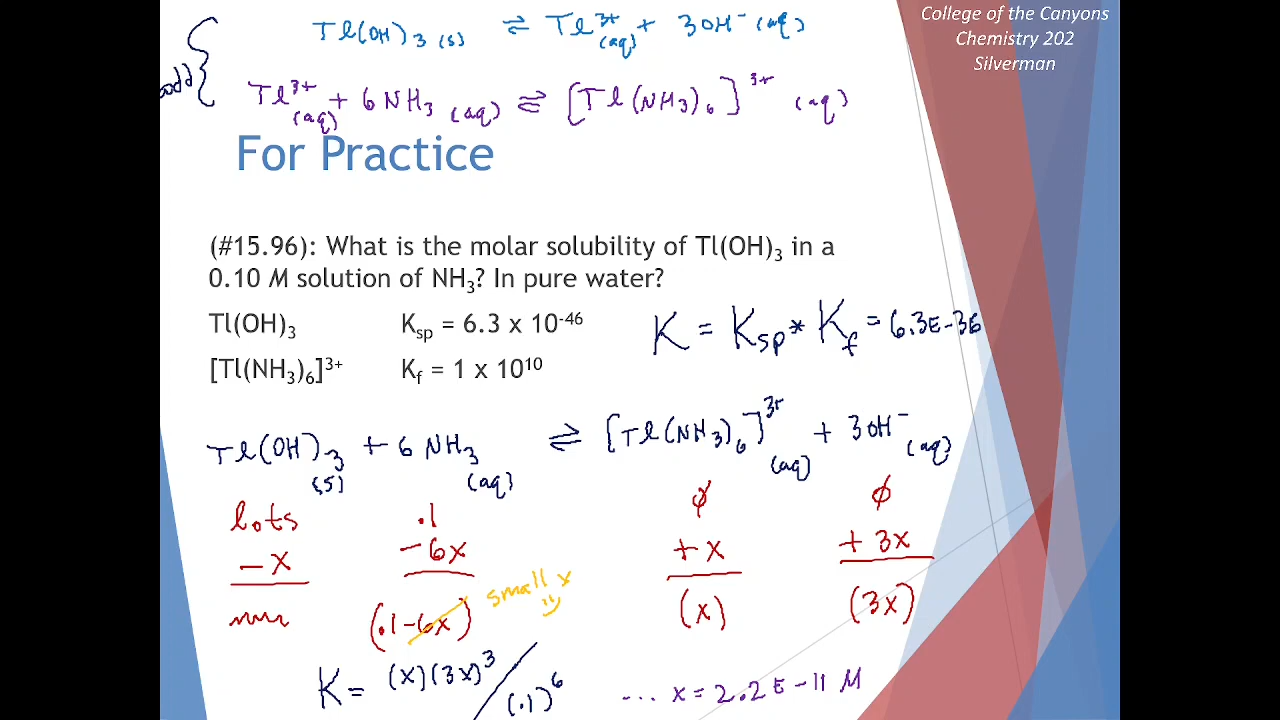 College of the Canyons
Chemistry 202
Silverman
Tl(OH)₃ (s) ⇌ Tl³⁺ (aq) + 3OH⁻ (aq)
add {
Tl³⁺ (aq) + 6 NH₃ (aq) ⇌ [Tl(NH₃)₆]³⁺ (aq)
For Practice
(#15.96): What is the molar solubility of Tl(OH)₃ in a
0.10 M solution of NH₃? In pure water?
Tl(OH)₃ Ksp = 6.3 x 10⁻⁴⁶
K = Ksp * Kf = 6.3E-36
[Tl(NH₃)₆]³⁺ Kf = 1 x 10¹⁰
Tl(OH)₃ (s) + 6 NH₃ (aq) ⇌ [Tl(NH₃)₆]³⁺ (aq) + 3OH⁻ (aq)
lots .1 ∅ ∅
-x -6x +x +3x
(.1-6x) small x (x) (3x)
K = (x)(3x)³ / (.1)⁶ ... x = 2.2E-11 M